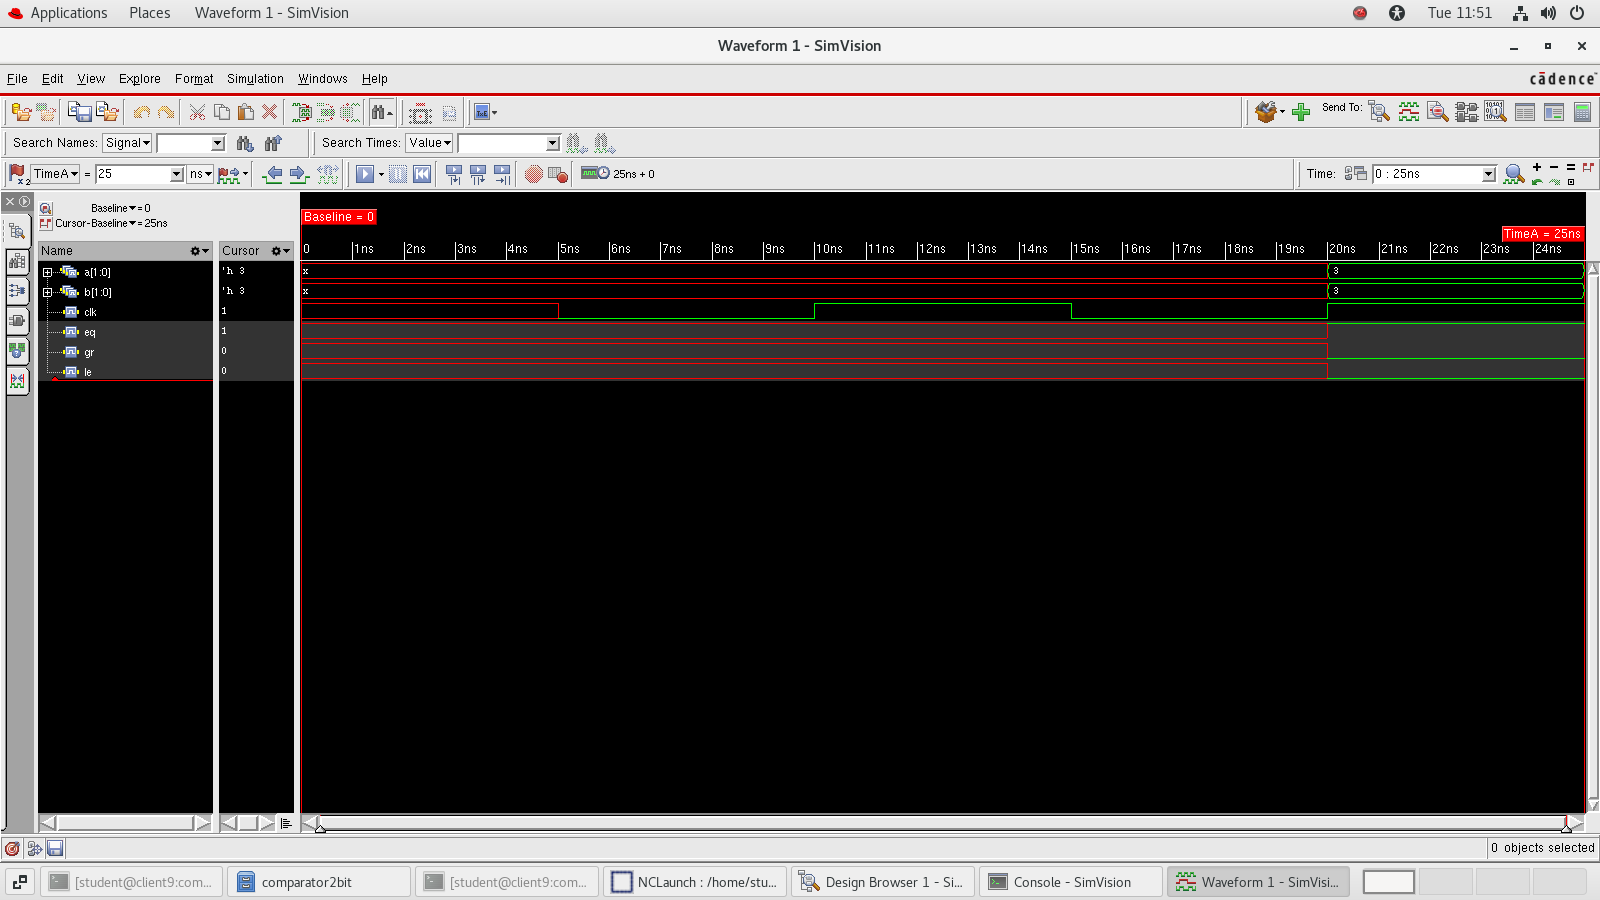 Applications Places Waveform 1 - SimVision Tue 11:51
Waveform 1 - SimVision
File Edit View Explore Format Simulation Windows Help cādence
Send To:
Search Names: Signal Search Times: Value
TimeA = 25 ns 25ns + 0 Time: 0 : 25ns
Baseline = 0
Cursor-Baseline = 25ns
Baseline = 0
TimeA = 25ns
Name Cursor 0 1ns 2ns 3ns 4ns 5ns 6ns 7ns 8ns 9ns 10ns 11ns 12ns 13ns 14ns 15ns 16ns 17ns 18ns 19ns 20ns 21ns 22ns 23ns 24ns
a[1:0] 'h 3 x 3
b[1:0] 'h 3 x 3
clk 1
eq 1
gr 0
le 0
0 objects selected
[student@client9:com... comparator2bit [student@client9:com... NCLaunch : /home/stu... Design Browser 1 - Si... Console - SimVision Waveform 1 - SimVisi...